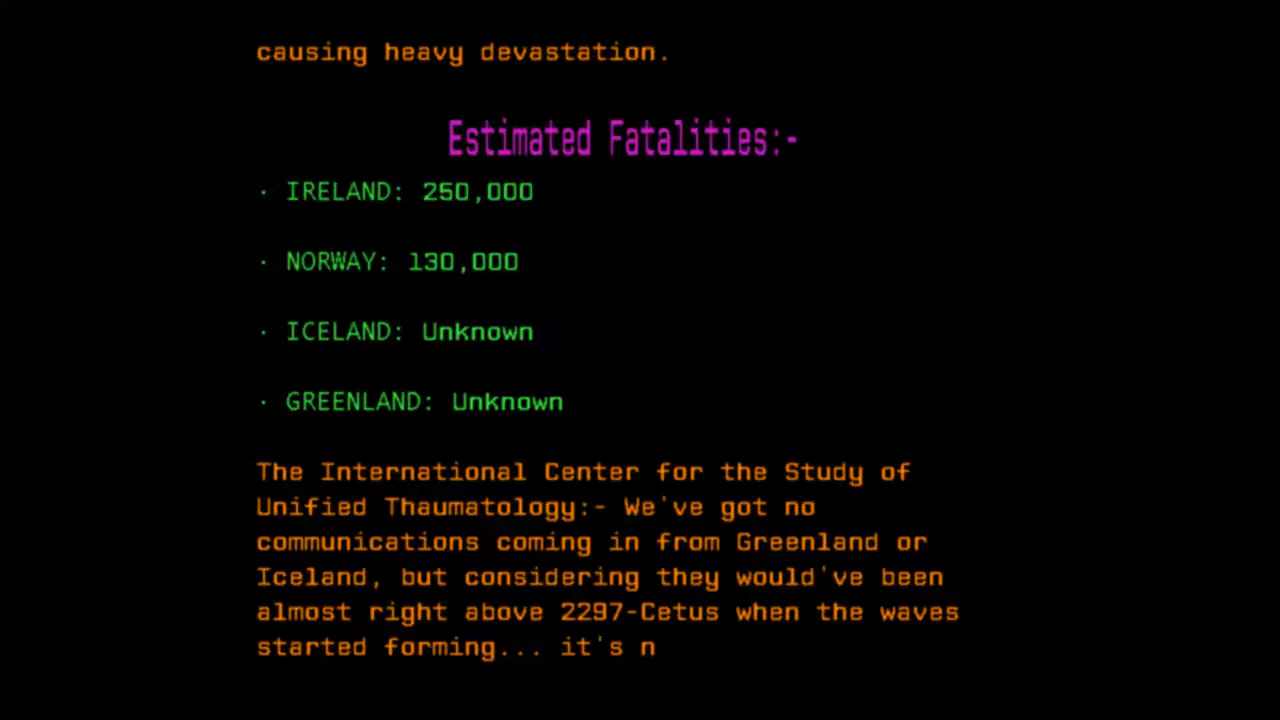 causing heavy devastation.
Estimated Fatalities:-
· IRELAND: 250,000
· NORWAY: 130,000
· ICELAND: Unknown
· GREENLAND: Unknown
The International Center for the Study of
Unified Thaumatology:- We've got no
communications coming in from Greenland or
Iceland, but considering they would've been
almost right above 2297-Cetus when the waves
started forming... it's n